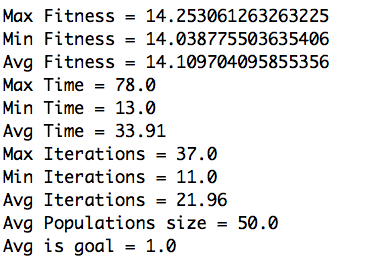 Max Fitness = 14.253061263263225
Min Fitness = 14.038775503635406
Avg Fitness = 14.109704095855356
Max Time = 78.0
Min Time = 13.0
Avg Time = 33.91
Max Iterations = 37.0
Min Iterations = 11.0
Avg Iterations = 21.96
Avg Populations size = 50.0
Avg is goal = 1.0